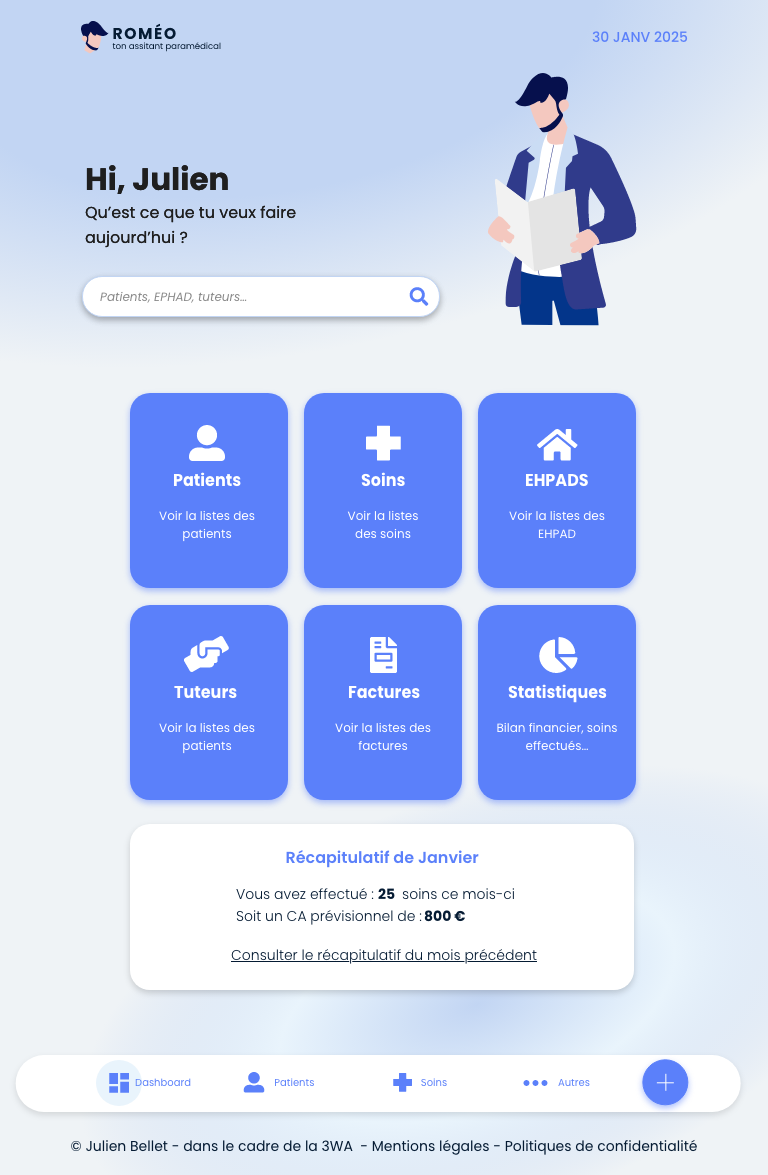 ROMÉO
ton assitant paramédical
30 JANV 2025
Hi, Julien
Qu’est ce que tu veux faire
aujourd’hui ?
Patients, EPHAD, tuteurs...
Patients
Voir la listes des
patients
Soins
Voir la listes
des soins
EHPADS
Voir la listes des
EHPAD
Tuteurs
Voir la listes des
patients
Factures
Voir la listes des
factures
Statistiques
Bilan financier, soins
effectués...
Récapitulatif de Janvier
Vous avez effectué : 25 soins ce mois-ci
Soit un CA prévisionnel de : 800 €
Consulter le récapitulatif du mois précédent
Dashboard
Patients
Soins
Autres
© Julien Bellet - dans le cadre de la 3WA - Mentions légales - Politiques de confidentialité